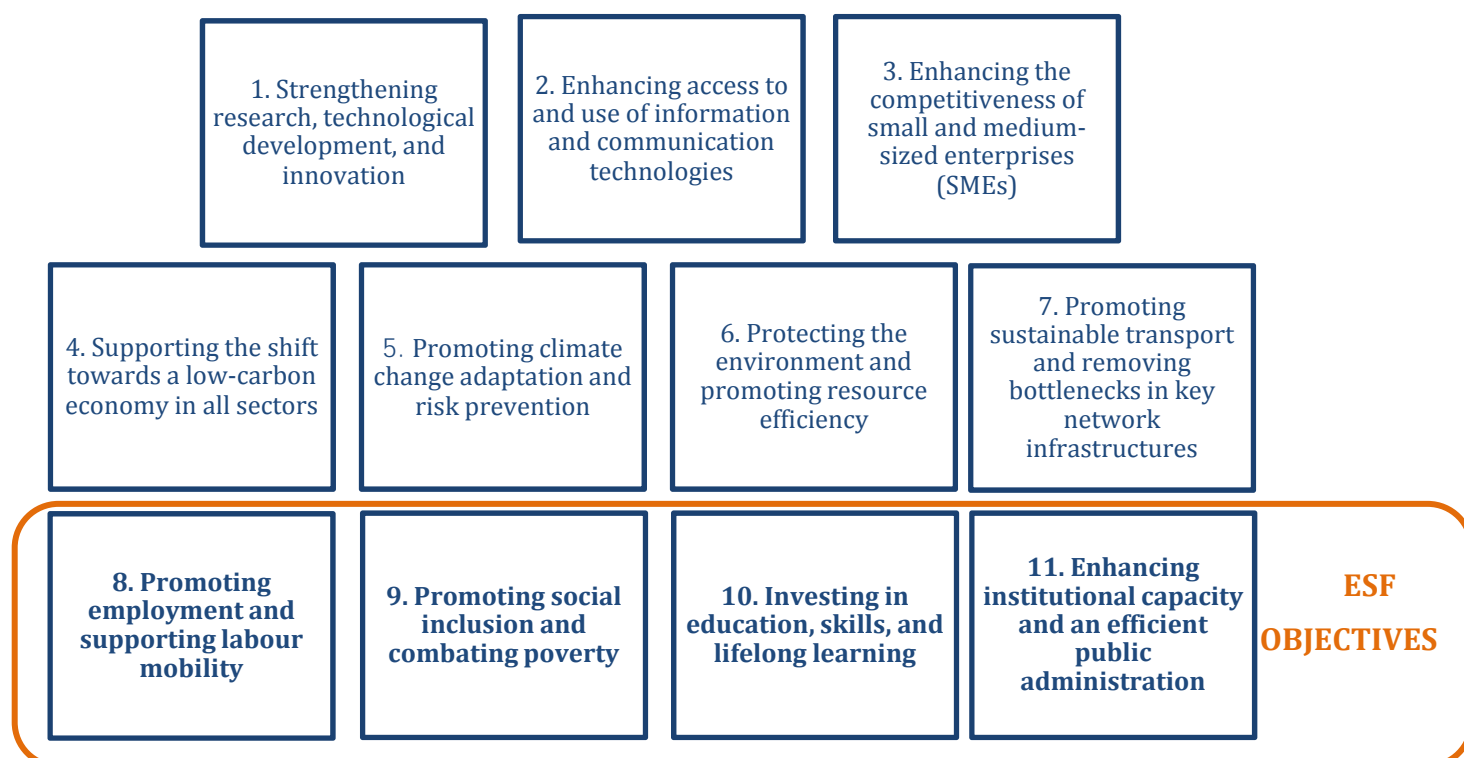 1. Strengthening
research, technological
development, and
innovation
2. Enhancing access to
and use of information
and communication
technologies
3. Enhancing the
competitiveness of
small and medium-
sized enterprises
(SMEs)
4. Supporting the shift
towards a low-carbon
economy in all sectors
5. Promoting climate
change adaptation and
risk prevention
6. Protecting the
environment and
promoting resource
efficiency
7. Promoting
sustainable transport
and removing
bottlenecks in key
network
infrastructures
8. Promoting
employment and
supporting labour
mobility
9. Promoting social
inclusion and
combating poverty
10. Investing in
education, skills, and
lifelong learning
11. Enhancing
institutional capacity
and an efficient
public
administration
ESF
OBJECTIVES